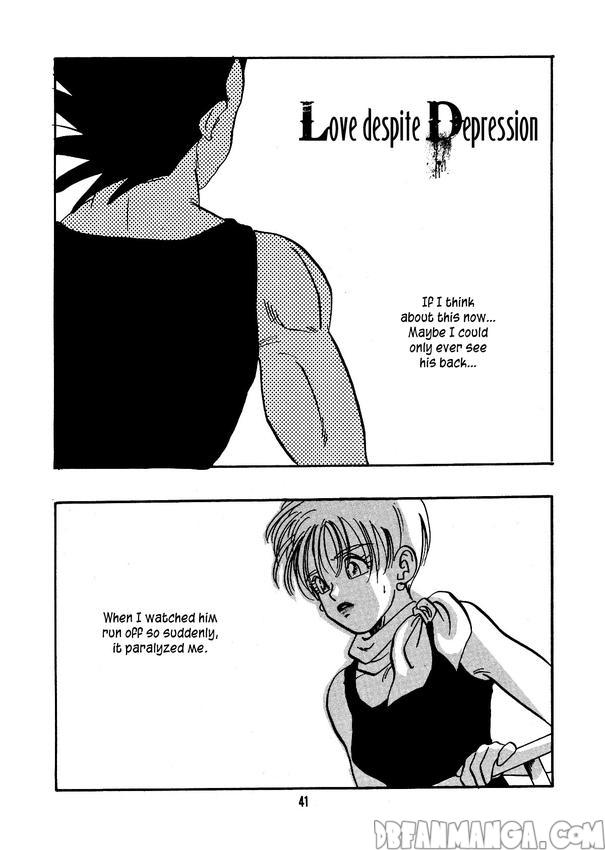 Love despite Depression
If I think
about this now...
Maybe I could
only ever see
his back...
When I watched him
run off so suddenly,
it paralyzed me.
41
DBFANMANGA.COM